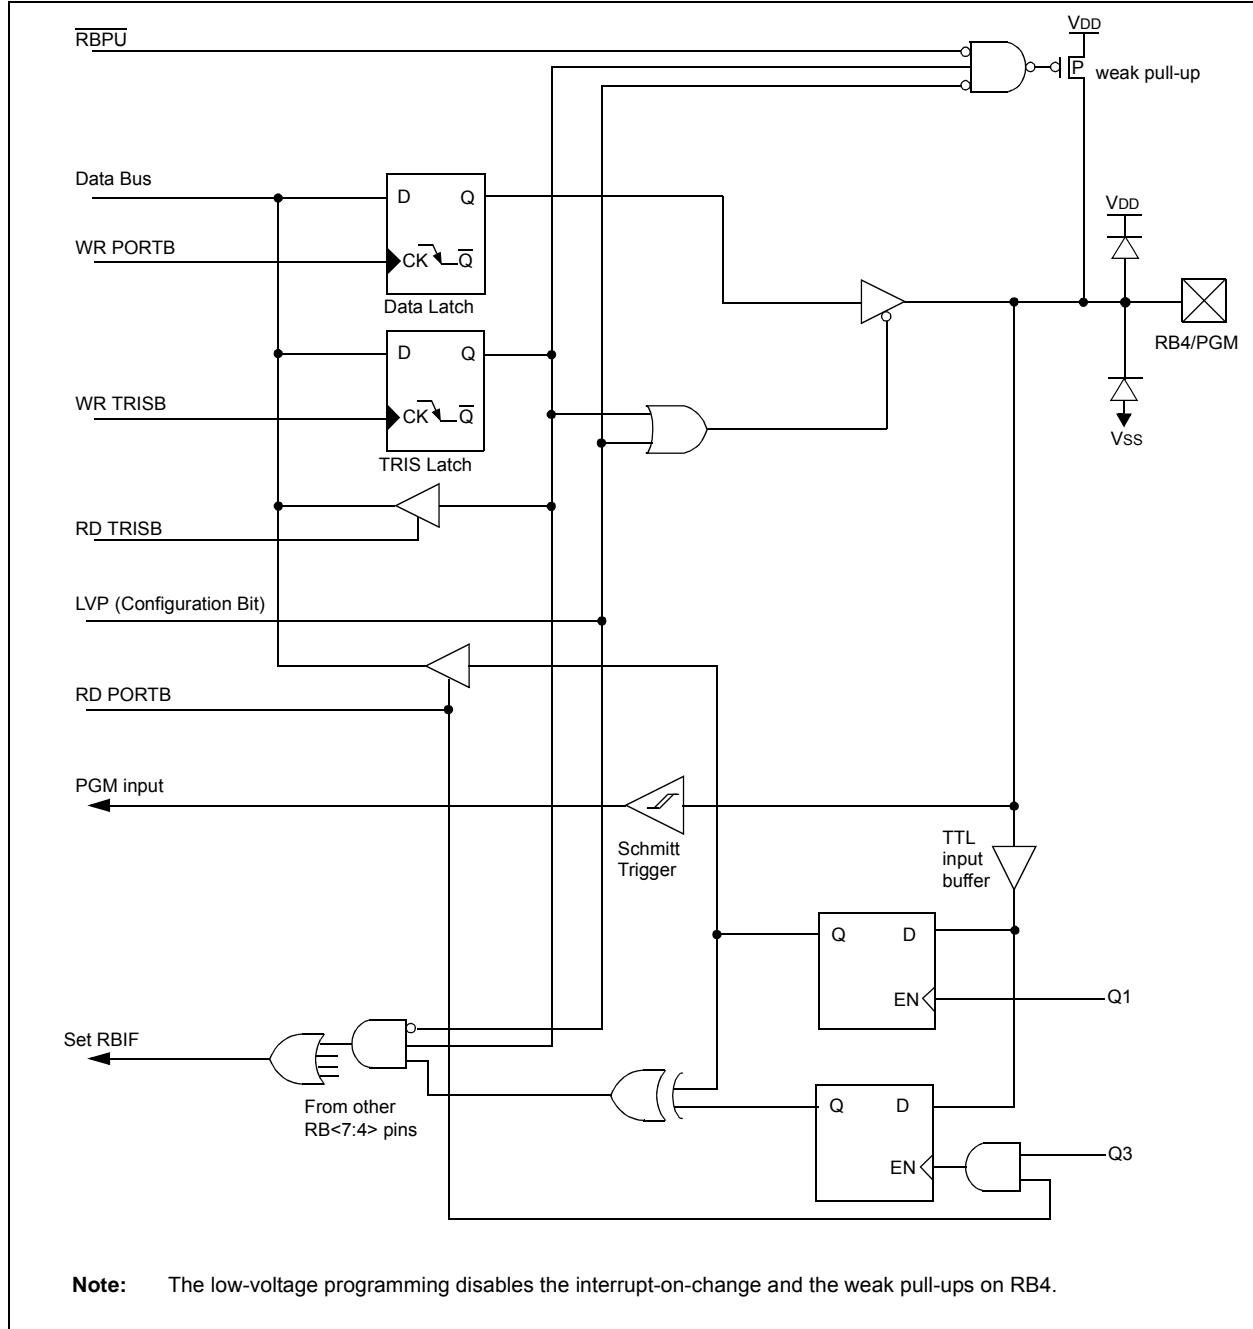 RBPU
VDD
P
weak pull-up
Data Bus
D
Q
VDD
WR PORTB
CK
Q
Data Latch
RB4/PGM
D
Q
WR TRISB
CK
Q
VSS
TRIS Latch
RD TRISB
LVP (Configuration Bit)
RD PORTB
PGM input
Schmitt
Trigger
TTL
input
buffer
Q
D
EN
Q1
Set RBIF
From other
RB<7:4> pins
Q
D
EN
Q3
Note: The low-voltage programming disables the interrupt-on-change and the weak pull-ups on RB4.